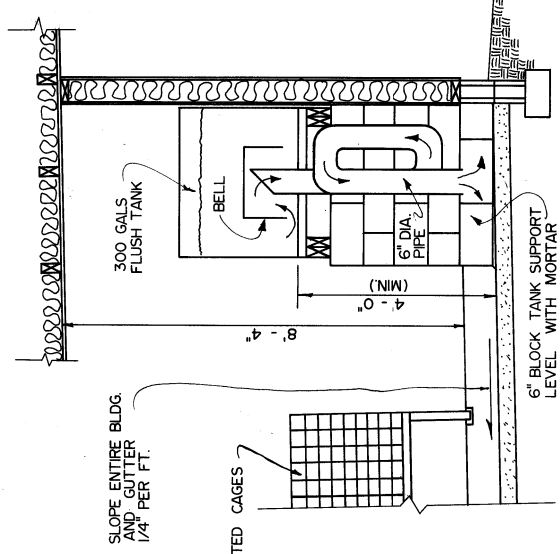 SLOPE ENTIRE BLDG.
AND GUTTER
1/4" PER FT.
TED CAGES
300 GALS
FLUSH TANK
BELL
8' - 4"
4' - 0"
(MIN.)
6" DIA.
PIPE
6" BLOCK TANK SUPPORT
LEVEL WITH MORTAR